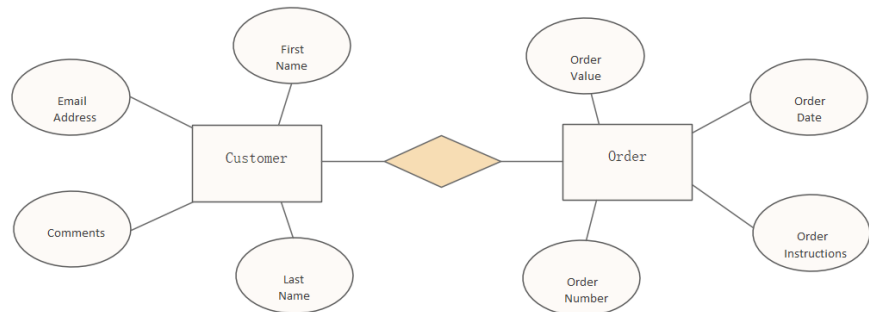 First
Name
Order
Value
Email
Address
Order
Date
Customer
Order
Comments
Order
Instructions
Last
Name
Order
Number